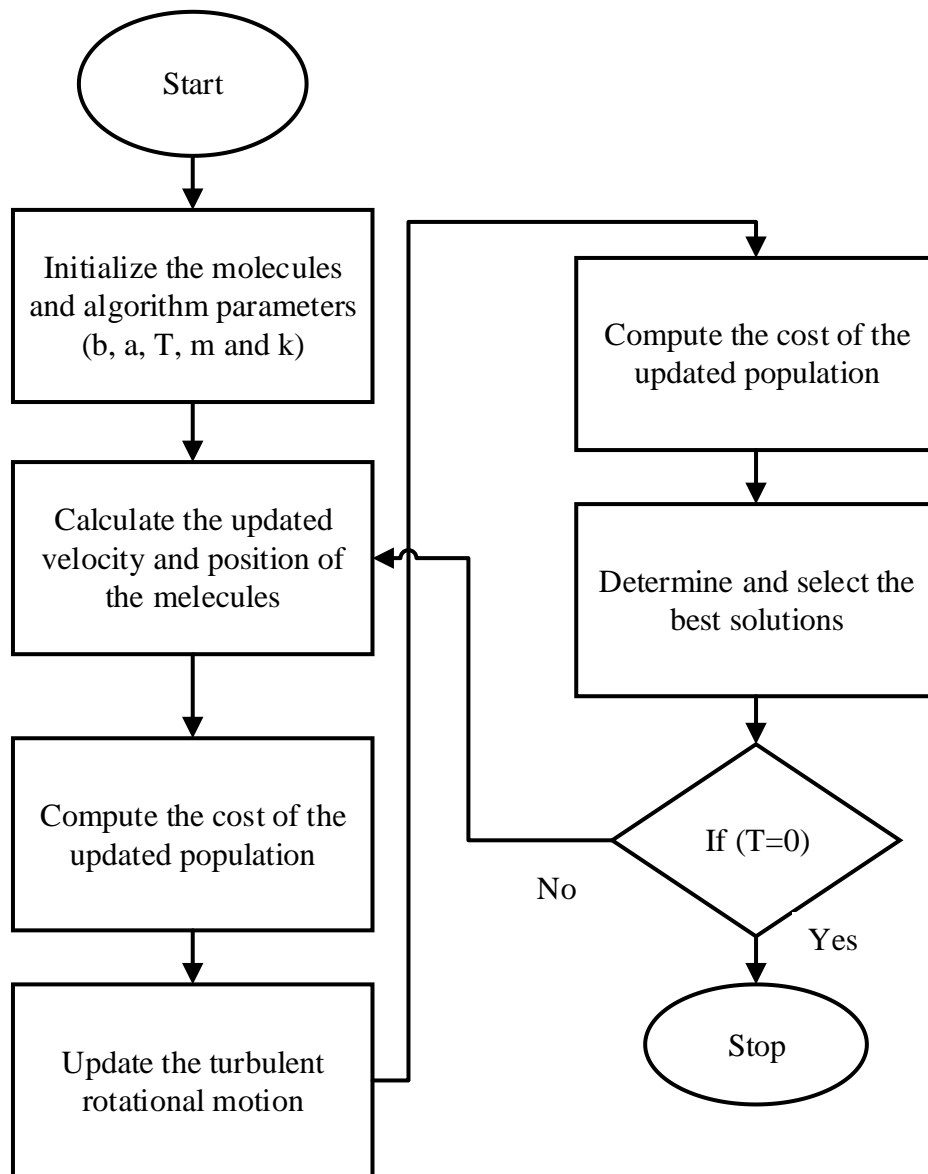 Start
Initialize the molecules
and algorithm parameters
(b, a, T, m and k)
Calculate the updated
velocity and position of
the melecules
Compute the cost of the
updated population
Update the turbulent
rotational motion
Compute the cost of the
updated population
Determine and select the
best solutions
If (T=0)
No
Yes
Stop